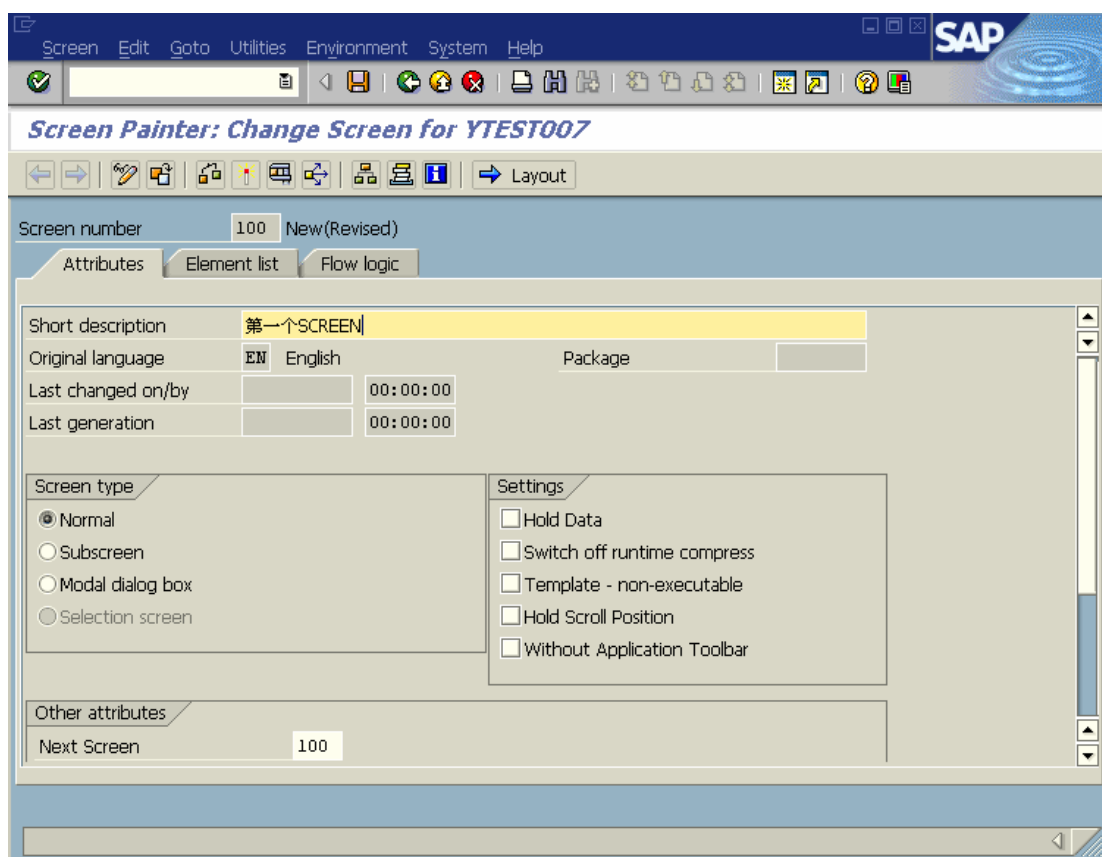 Screen Edit Goto Utilities Environment System Help
SAP
Screen Painter: Change Screen for YTEST007
Layout
Screen number 100 New(Revised)
Attributes Element list Flow logic
Short description 第一个SCREEN
Original language EN English Package
Last changed on/by 00:00:00
Last generation 00:00:00
Screen type Settings
Normal Hold Data
Subscreen Switch off runtime compress
Modal dialog box Template - non-executable
Selection screen Hold Scroll Position
Without Application Toolbar
Other attributes
Next Screen 100